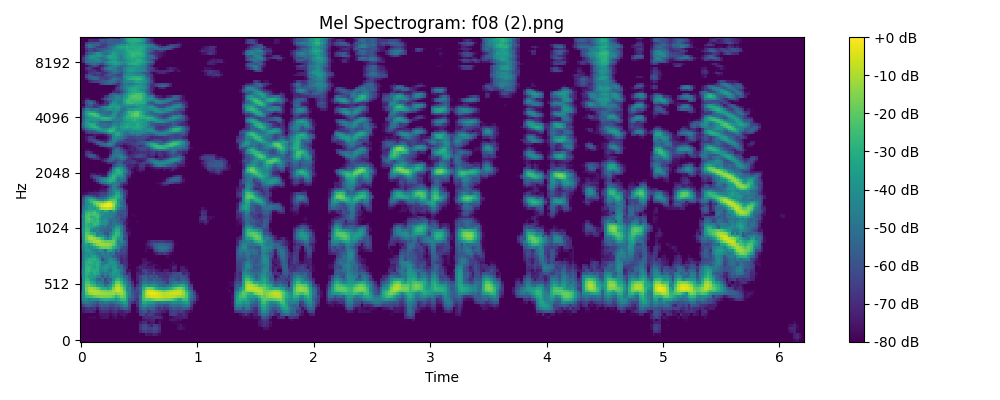 Mel Spectrogram: f08 (2).png
8192
4096
2048
1024
512
0
Hz
0 1 2 3 4 5 6
Time
+0 dB
-10 dB
-20 dB
-30 dB
-40 dB
-50 dB
-60 dB
-70 dB
-80 dB